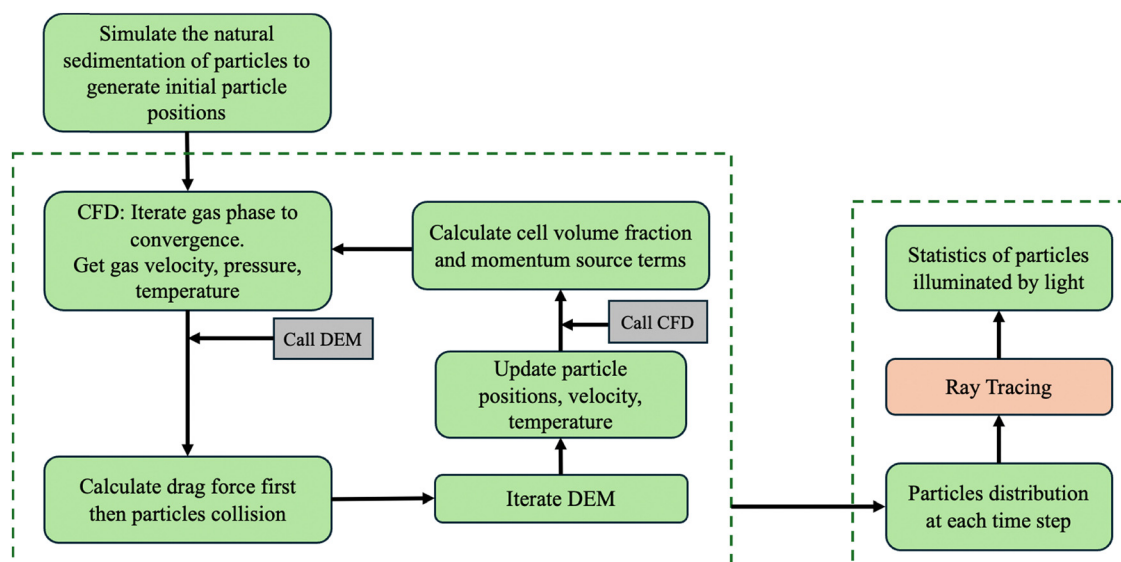 Simulate the natural
sedimentation of particles to
generate initial particle
positions
CFD: Iterate gas phase to
convergence.
Get gas velocity, pressure,
temperature
Calculate cell volume fraction
and momentum source terms
Call DEM
Call CFD
Update particle
positions, velocity,
temperature
Calculate drag force first
then particles collision
Iterate DEM
Statistics of particles
illuminated by light
Ray Tracing
Particles distribution
at each time step